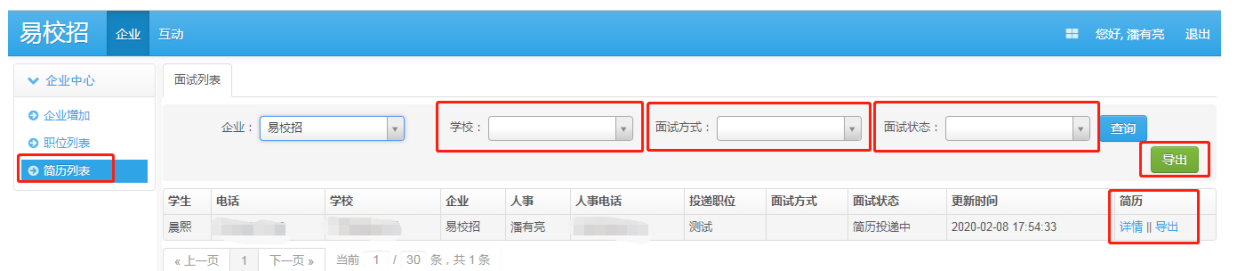 易校招 企业 互动 您好, 潘有亮 退出
企业中心 面试列表
企业增加
职位列表
简历列表
企业： 易校招 学校： 面试方式： 面试状态： 查询
导出
学生 电话 学校 企业 人事 人事电话 投递职位 面试方式 面试状态 更新时间 简历
晨熙 易校招 潘有亮 测试 简历投递中 2020-02-08 17:54:33 详情 || 导出
« 上一页 1 下一页 » 当前 1 / 30 条 , 共 1 条